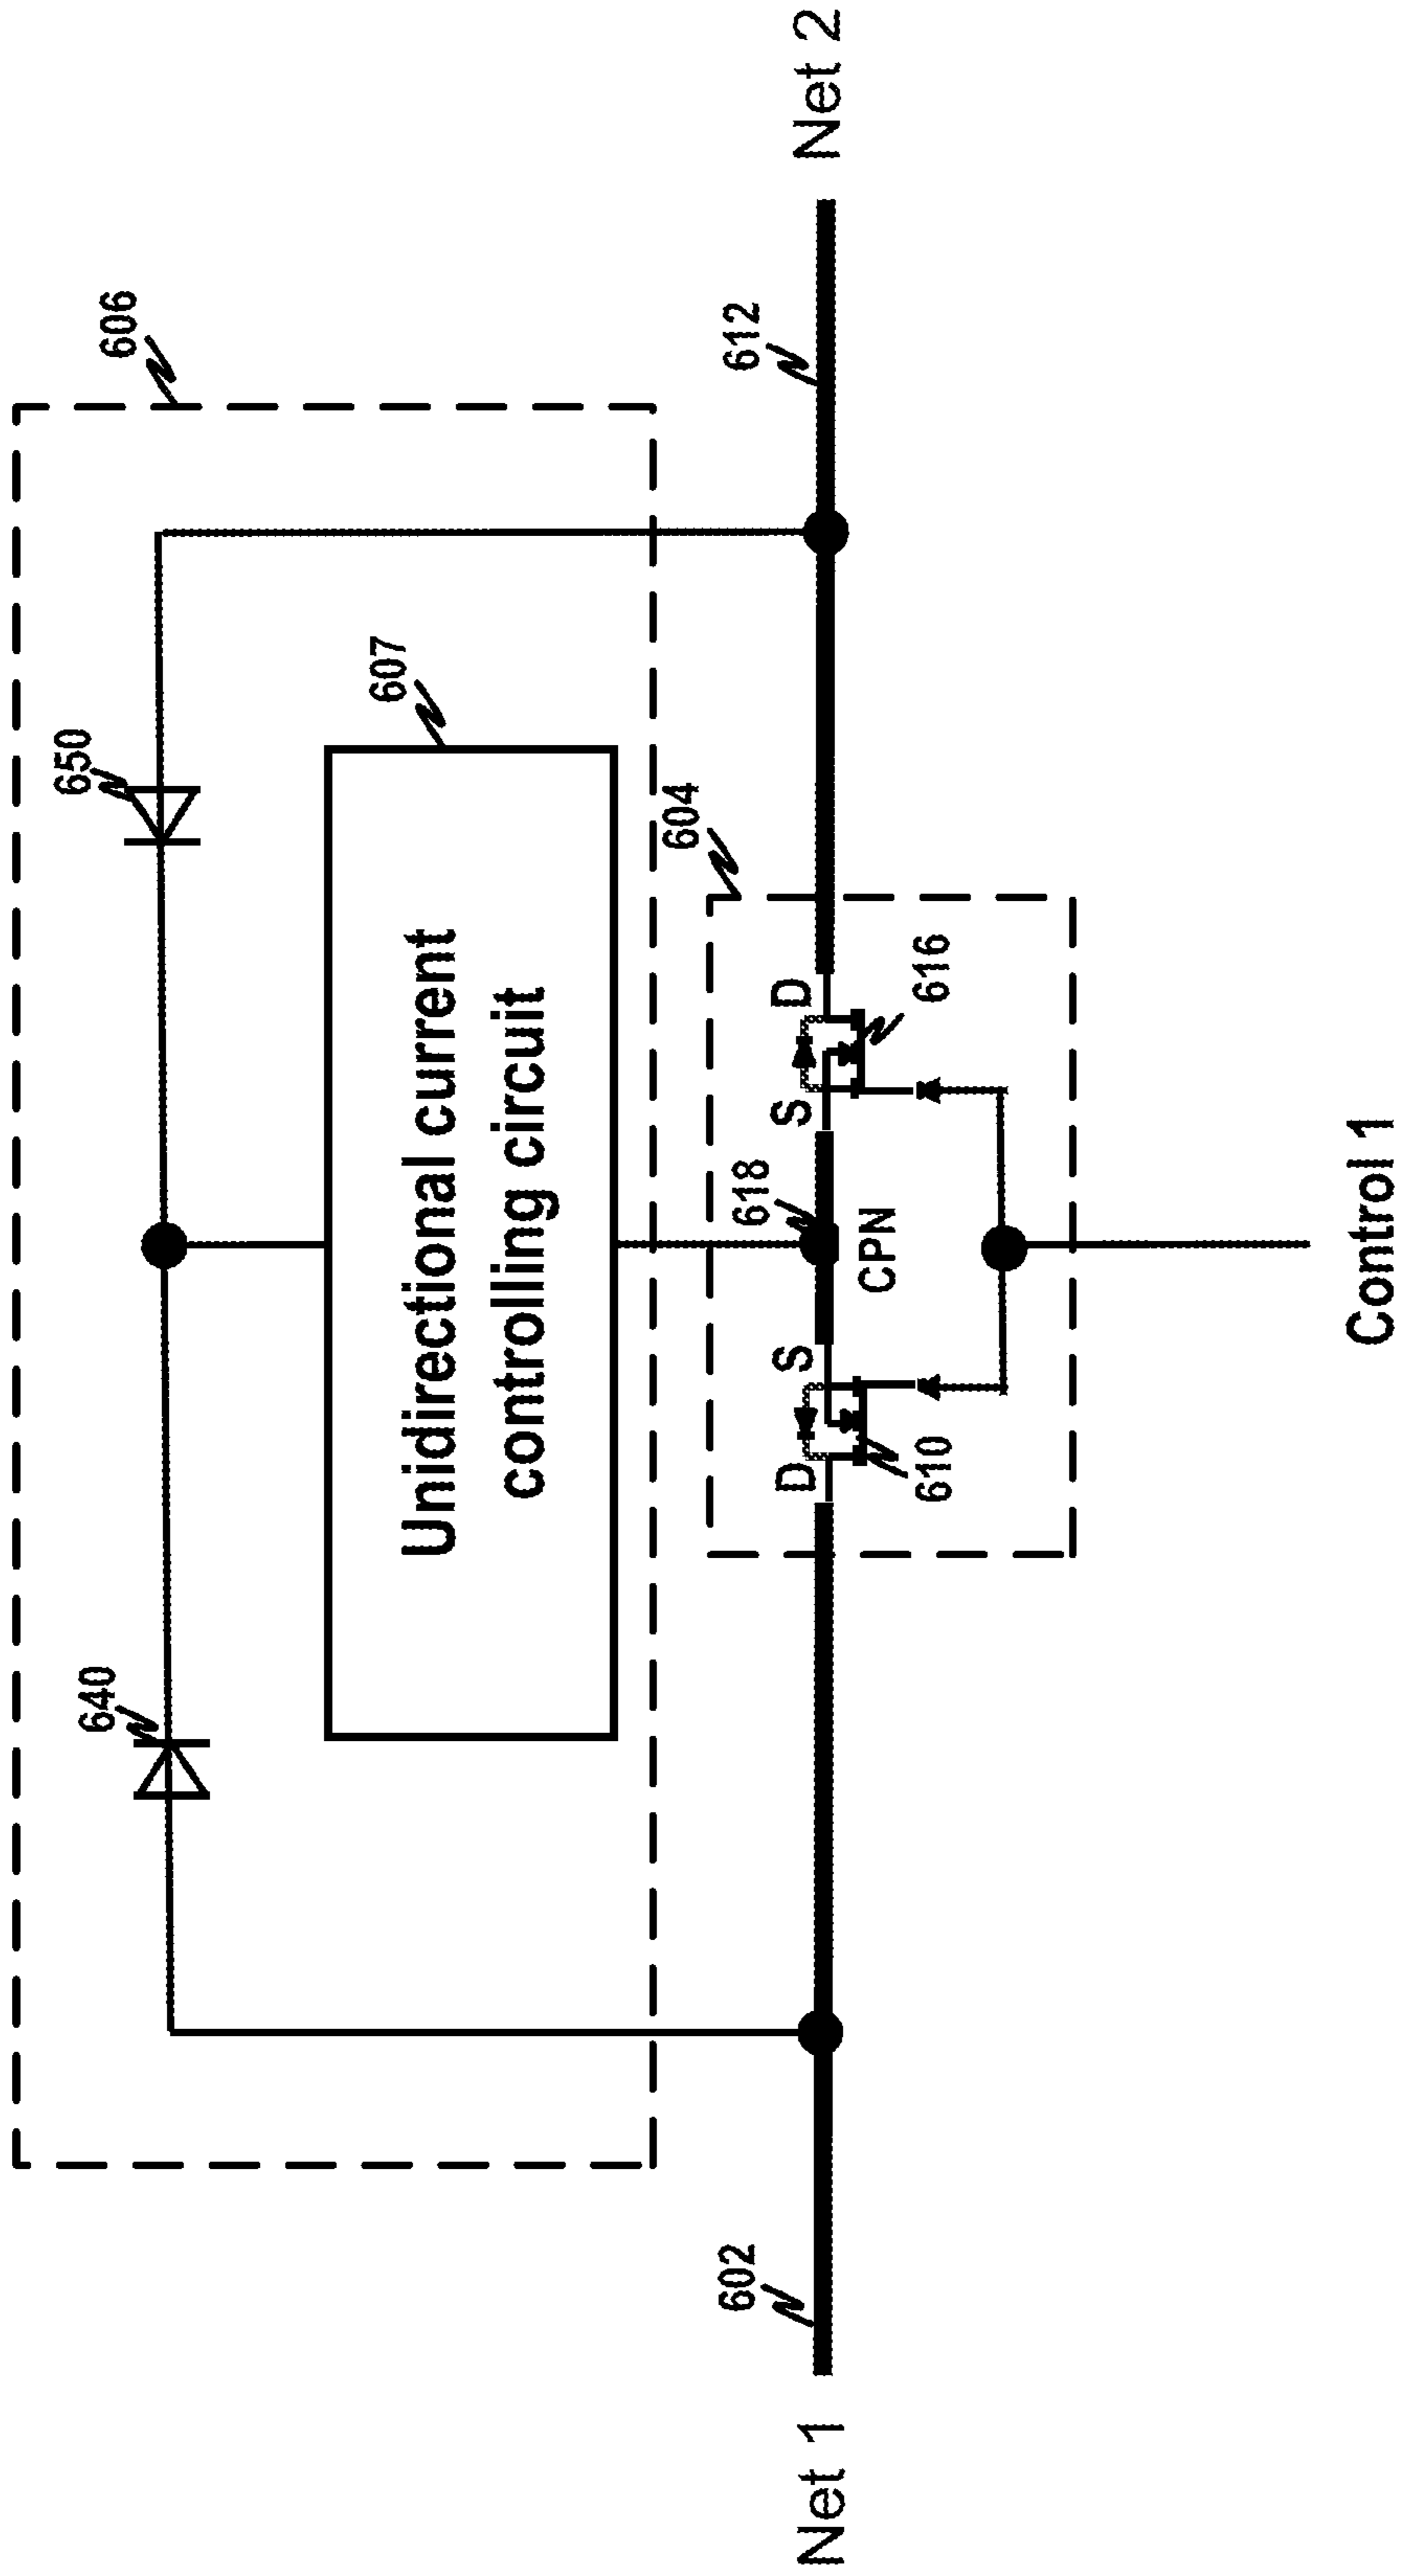 606
650
607
640
Unidirectional current
controlling circuit
604
612
602
618
Net 1
D
S
S
D
Net 2
CPN
610
616
Control 1